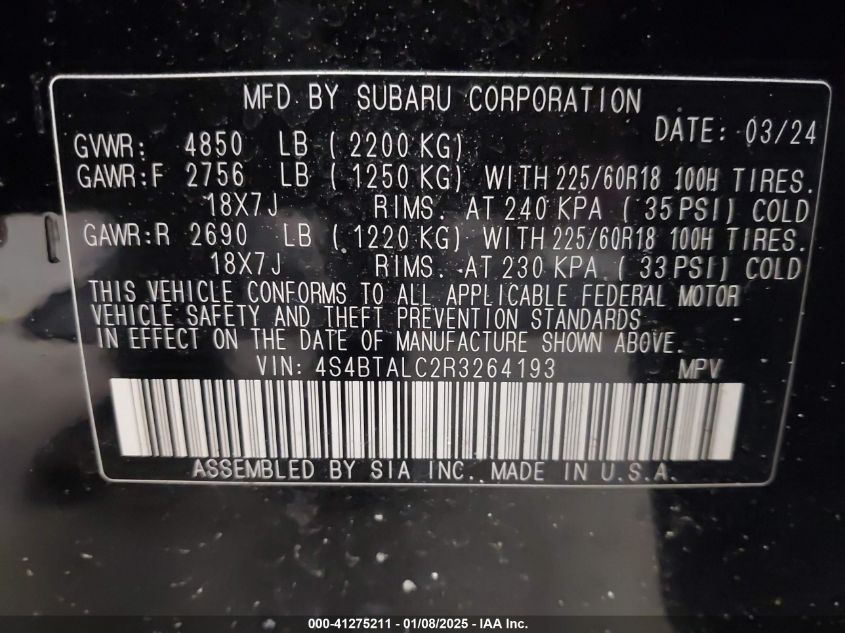 MFD BY SUBARU CORPORATION
DATE: 03/24
GVWR: 4850 LB ( 2200 KG)
GAWR:F 2756 LB ( 1250 KG) WITH 225/60R18 100H TIRES.
18X7J RIMS. AT 240 KPA ( 35 PSI) COLD
GAWR:R 2690 LB ( 1220 KG) WITH 225/60R18 100H TIRES.
18X7J RIMS. AT 230 KPA ( 33 PSI) COLD
THIS VEHICLE CONFORMS TO ALL APPLICABLE FEDERAL MOTOR
VEHICLE SAFETY AND THEFT PREVENTION STANDARDS
IN EFFECT ON THE DATE OF MANUFACTURE SHOWN ABOVE.
VIN: 4S4BTALC2R3264193 MPV
ASSEMBLED BY SIA INC., MADE IN U.S.A.
000-41275211 - 01/08/2025 - IAA Inc.